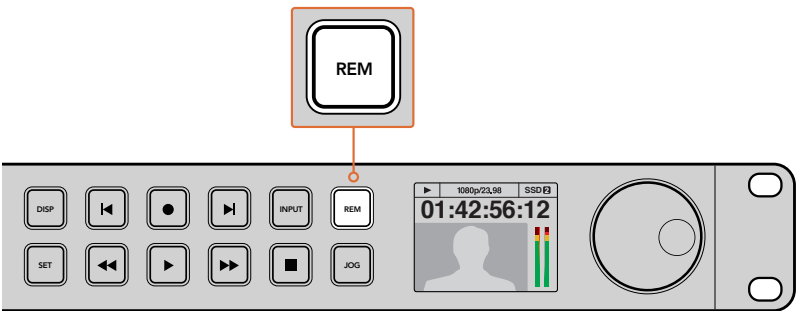 REM
DISP
INPUT
REM
1080p/23.98
SSD 2
01:42:56:12
SET
JOG